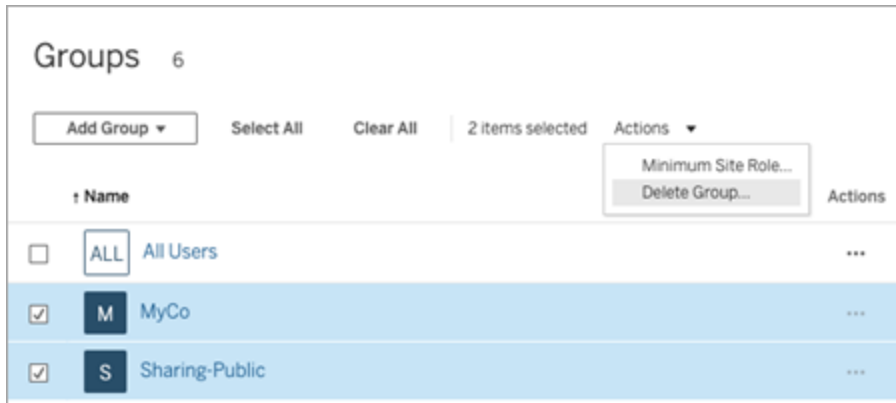 Groups 6
Add Group Select All Clear All 2 items selected Actions
Minimum Site Role...
Delete Group...
↑ Name Actions
ALL All Users ...
M MyCo ...
S Sharing-Public ...